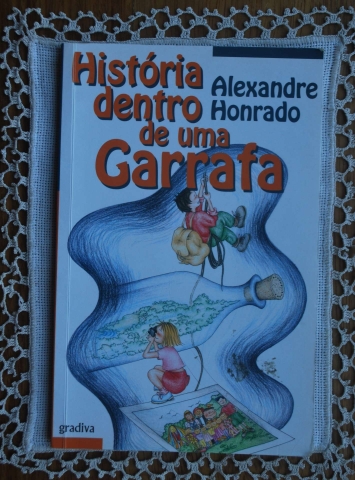 História
dentro
de uma
Garrafa
Alexandre
Honrado
gradiva